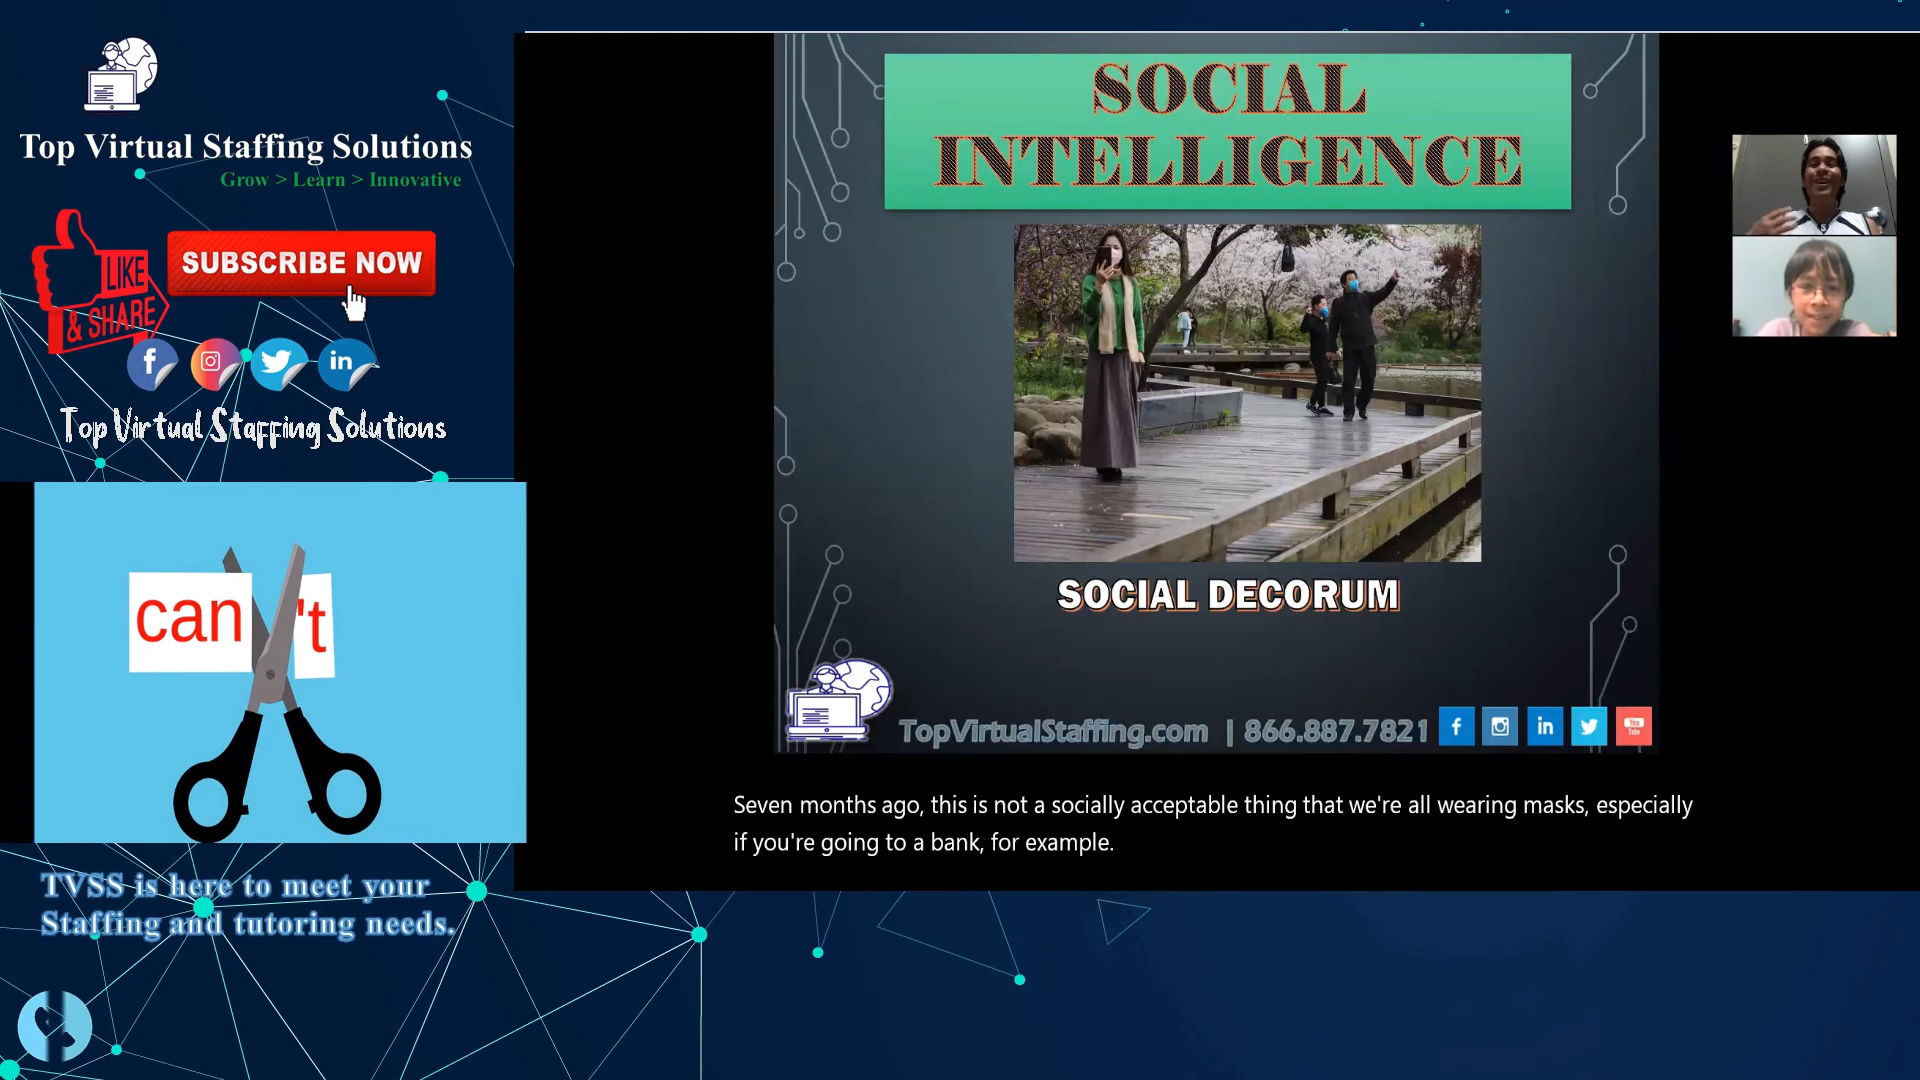 Top Virtual Staffing Solutions
Grow > Learn > Innovative
LIKE
& SHARE
SUBSCRIBE NOW
Top Virtual Staffing Solutions
can't
TVSS is here to meet your
Staffing and tutoring needs.
SOCIAL
INTELLIGENCE
SOCIAL DECORUM
TopVirtualStaffing.com | 866.887.7821
You
Tube
Seven months ago, this is not a socially acceptable thing that we're all wearing masks, especially
if you're going to a bank, for example.